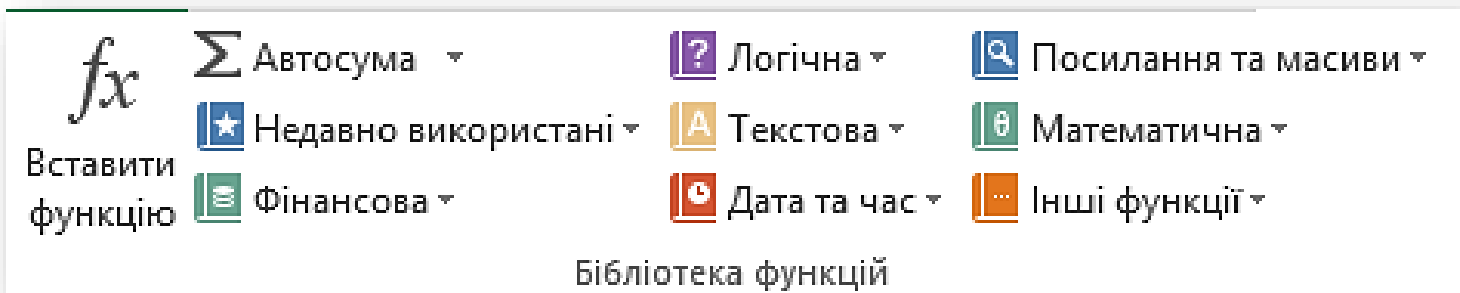 fx
Вставити
функцію
Σ Автосума
Недавно використані
Фінансова
? Логічна
A Текстова
Дата та час
Посилання та масиви
θ Математична
... Інші функції
Бібліотека функцій